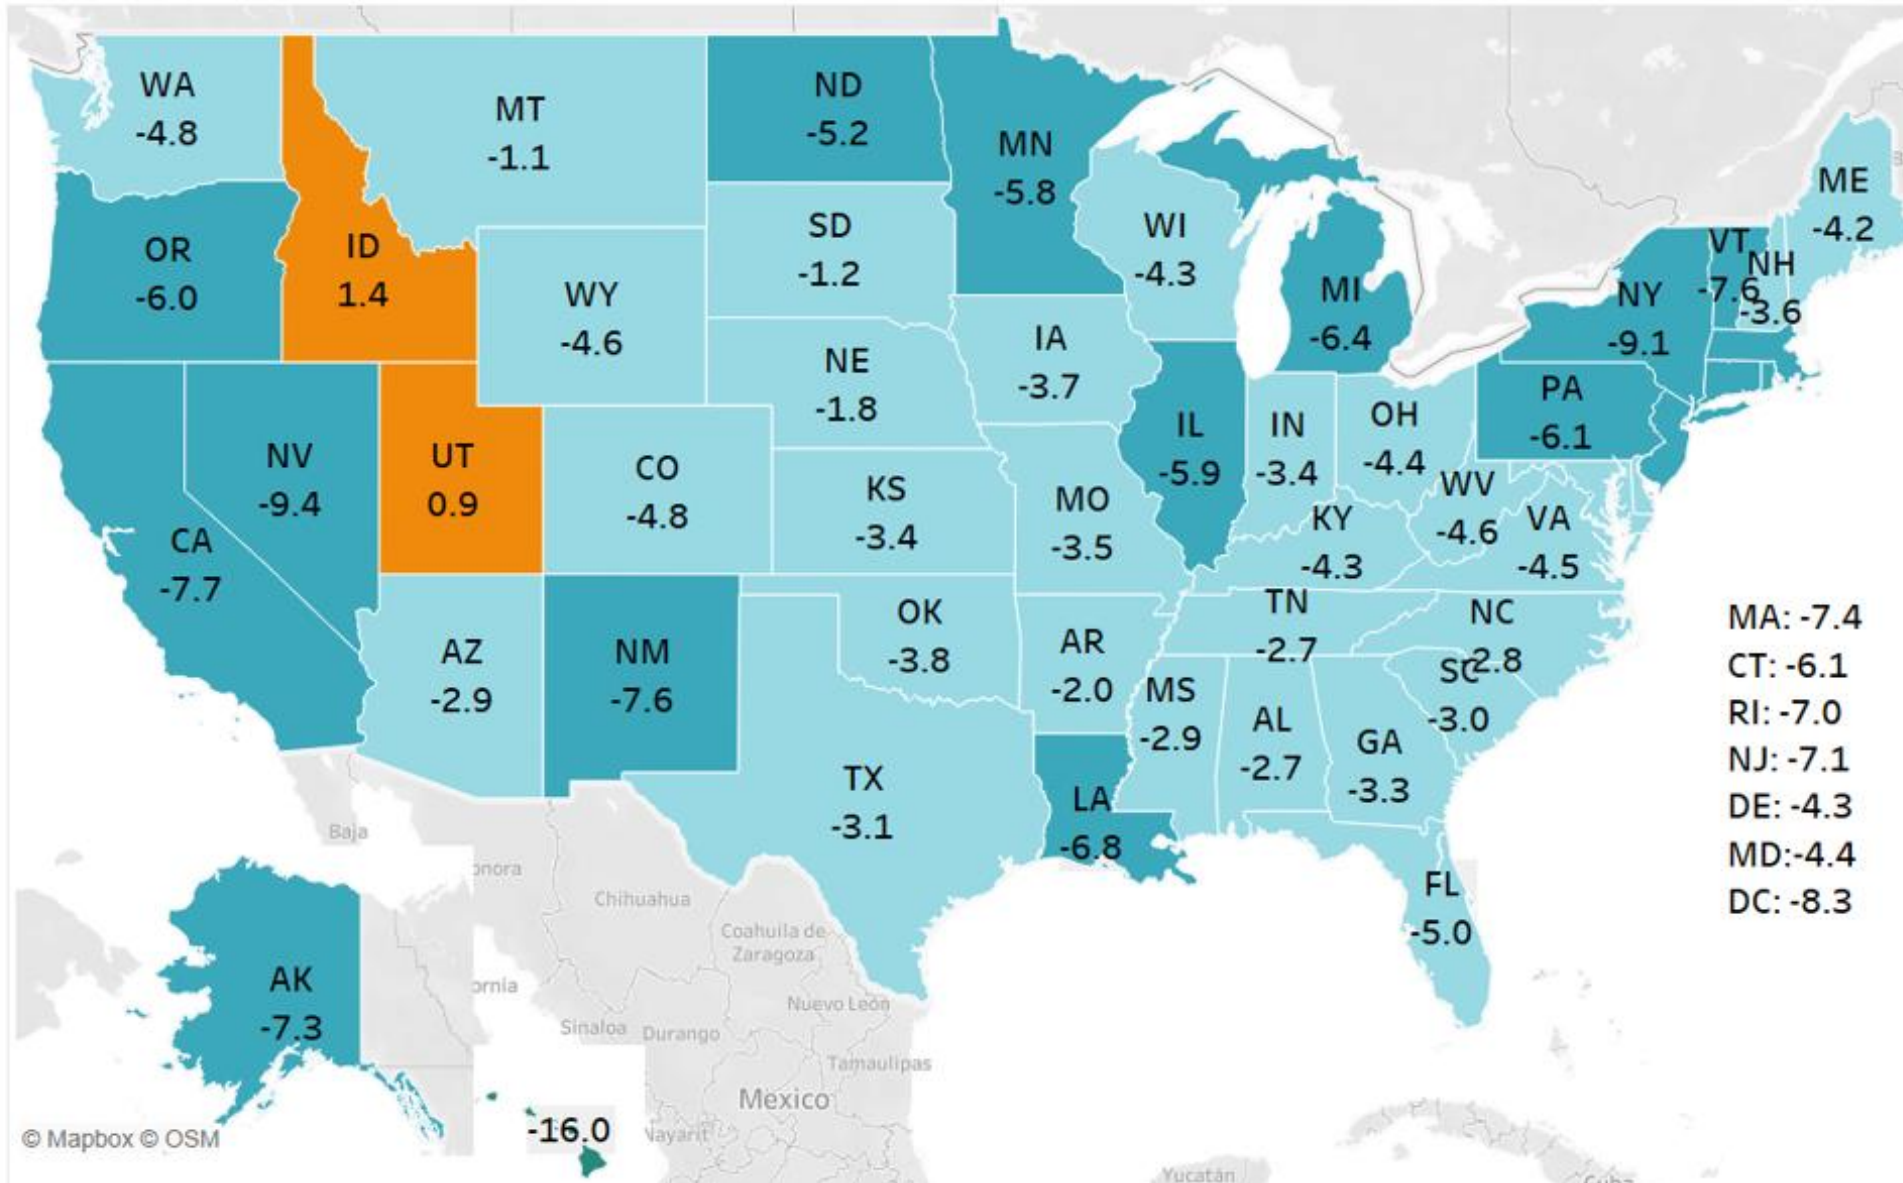 WA
-4.8
MT
-1.1
ND
-5.2
MN
-5.8
OR
-6.0
ID
1.4
WY
-4.6
SD
-1.2
WI
-4.3
MI
-6.4
ME
-4.2
VT
-7.6
NH
-3.6
NY
-9.1
NV
-9.4
UT
0.9
CO
-4.8
NE
-1.8
IA
-3.7
IL
-5.9
IN
-3.4
OH
-4.4
PA
-6.1
CA
-7.7
KS
-3.4
MO
-3.5
KY
-4.3
WV
-4.6
VA
-4.5
AZ
-2.9
NM
-7.6
OK
-3.8
AR
-2.0
TN
-2.7
NC
-2.8
SC
-3.0
TX
-3.1
LA
-6.8
MS
-2.9
AL
-2.7
GA
-3.3
FL
-5.0
MA: -7.4
CT: -6.1
RI: -7.0
NJ: -7.1
DE: -4.3
MD:-4.4
DC: -8.3
AK
-7.3
-16.0
Baja
onora
Chihuahua
Coahuila de
Zaragoza
ornia
Nuevo León
Sinaloa
Durango
Tamaulipas
Mexico
Nayarit
Yucatán
© Mapbox © OSM